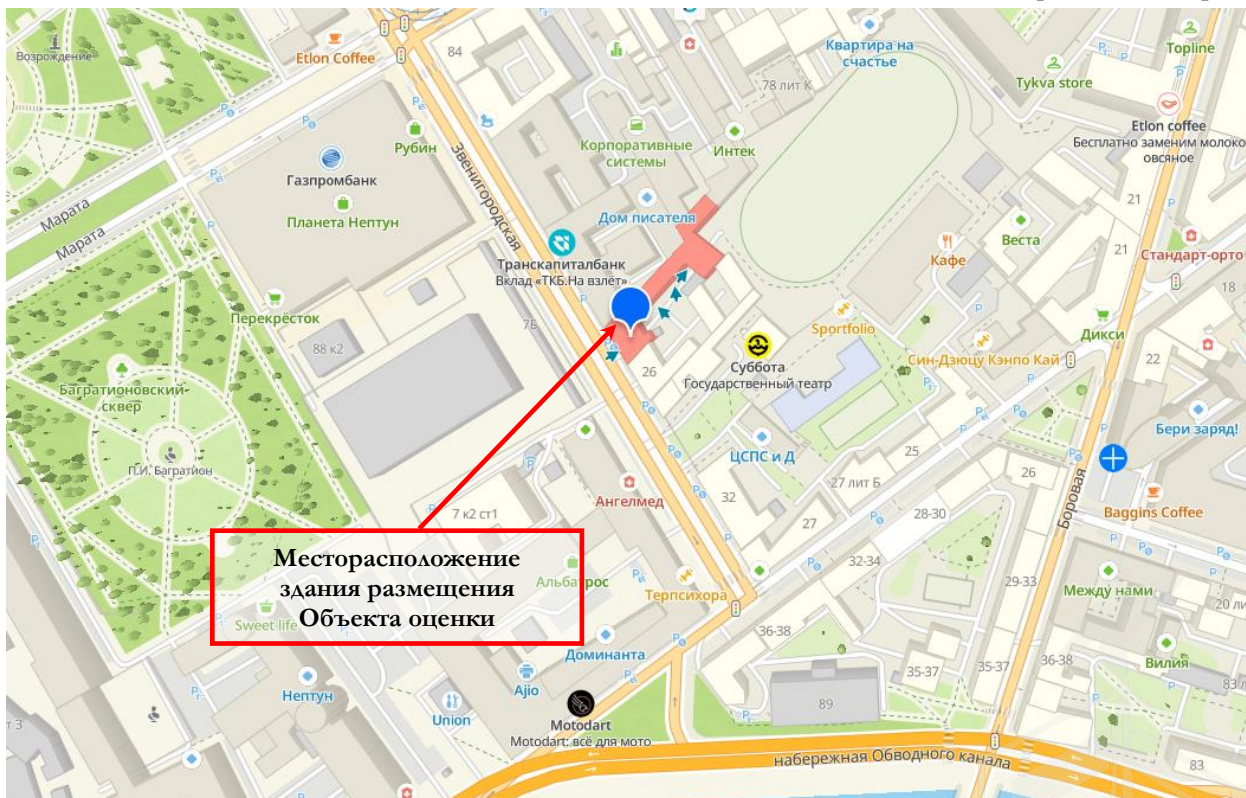 Возрождение
Etlon Coffee
84
Квартира на
счастье
Topline
Tykva store
78 лит К
Etlon coffee
Бесплатно заменим молоко
овсяное
Рубин
Корпоративные
системы
Интек
Звенигородская
Газпромбанк
Планета Нептун
Марата
Марата
Дом писателя
21
Веста
21
Стандарт-орто
Кафе
Транскапиталбанк
Вклад «ТКБ.На взлёт»
18
Перекрёсток
7Б
Sportfolio
Дикси
88 к2
Син-Дзюцу Кэнпо Кай
22
Суббота
Государственный театр
26
Багратионовский
сквер
Бери заряд!
ЦСПС и Д
25
П.И. Багратион
26
Боровая
27 лит Б
Ангелмед
32
Baggins Coffee
7 к2 ст1
27
28-30
Месторасположение
здания размещения
Объекта оценки
32-34
Альбатрос
29-33
Между нами
Терпсихора
20 ли
Sweet life
36-38
Доминанта
35-37
35-37
36-38
Вилия
Нептун
Ajio
83 л
Union
89
Motodart
Motodart: всё для мото
набережная Обводного канала
83